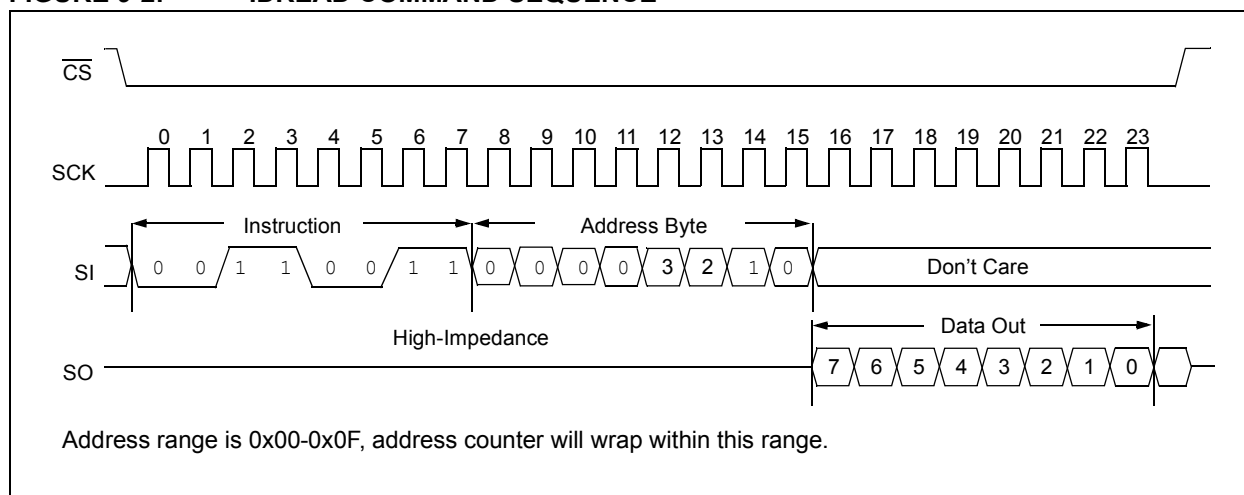 CS
0 1 2 3 4 5 6 7 8 9 10 11 12 13 14 15 16 17 18 19 20 21 22 23
SCK
Instruction Address Byte
SI 0 0 1 1 0 0 1 1 0 0 0 0 3 2 1 0 Don't Care
Data Out
High-Impedance
SO 7 6 5 4 3 2 1 0
Address range is 0x00-0x0F, address counter will wrap within this range.